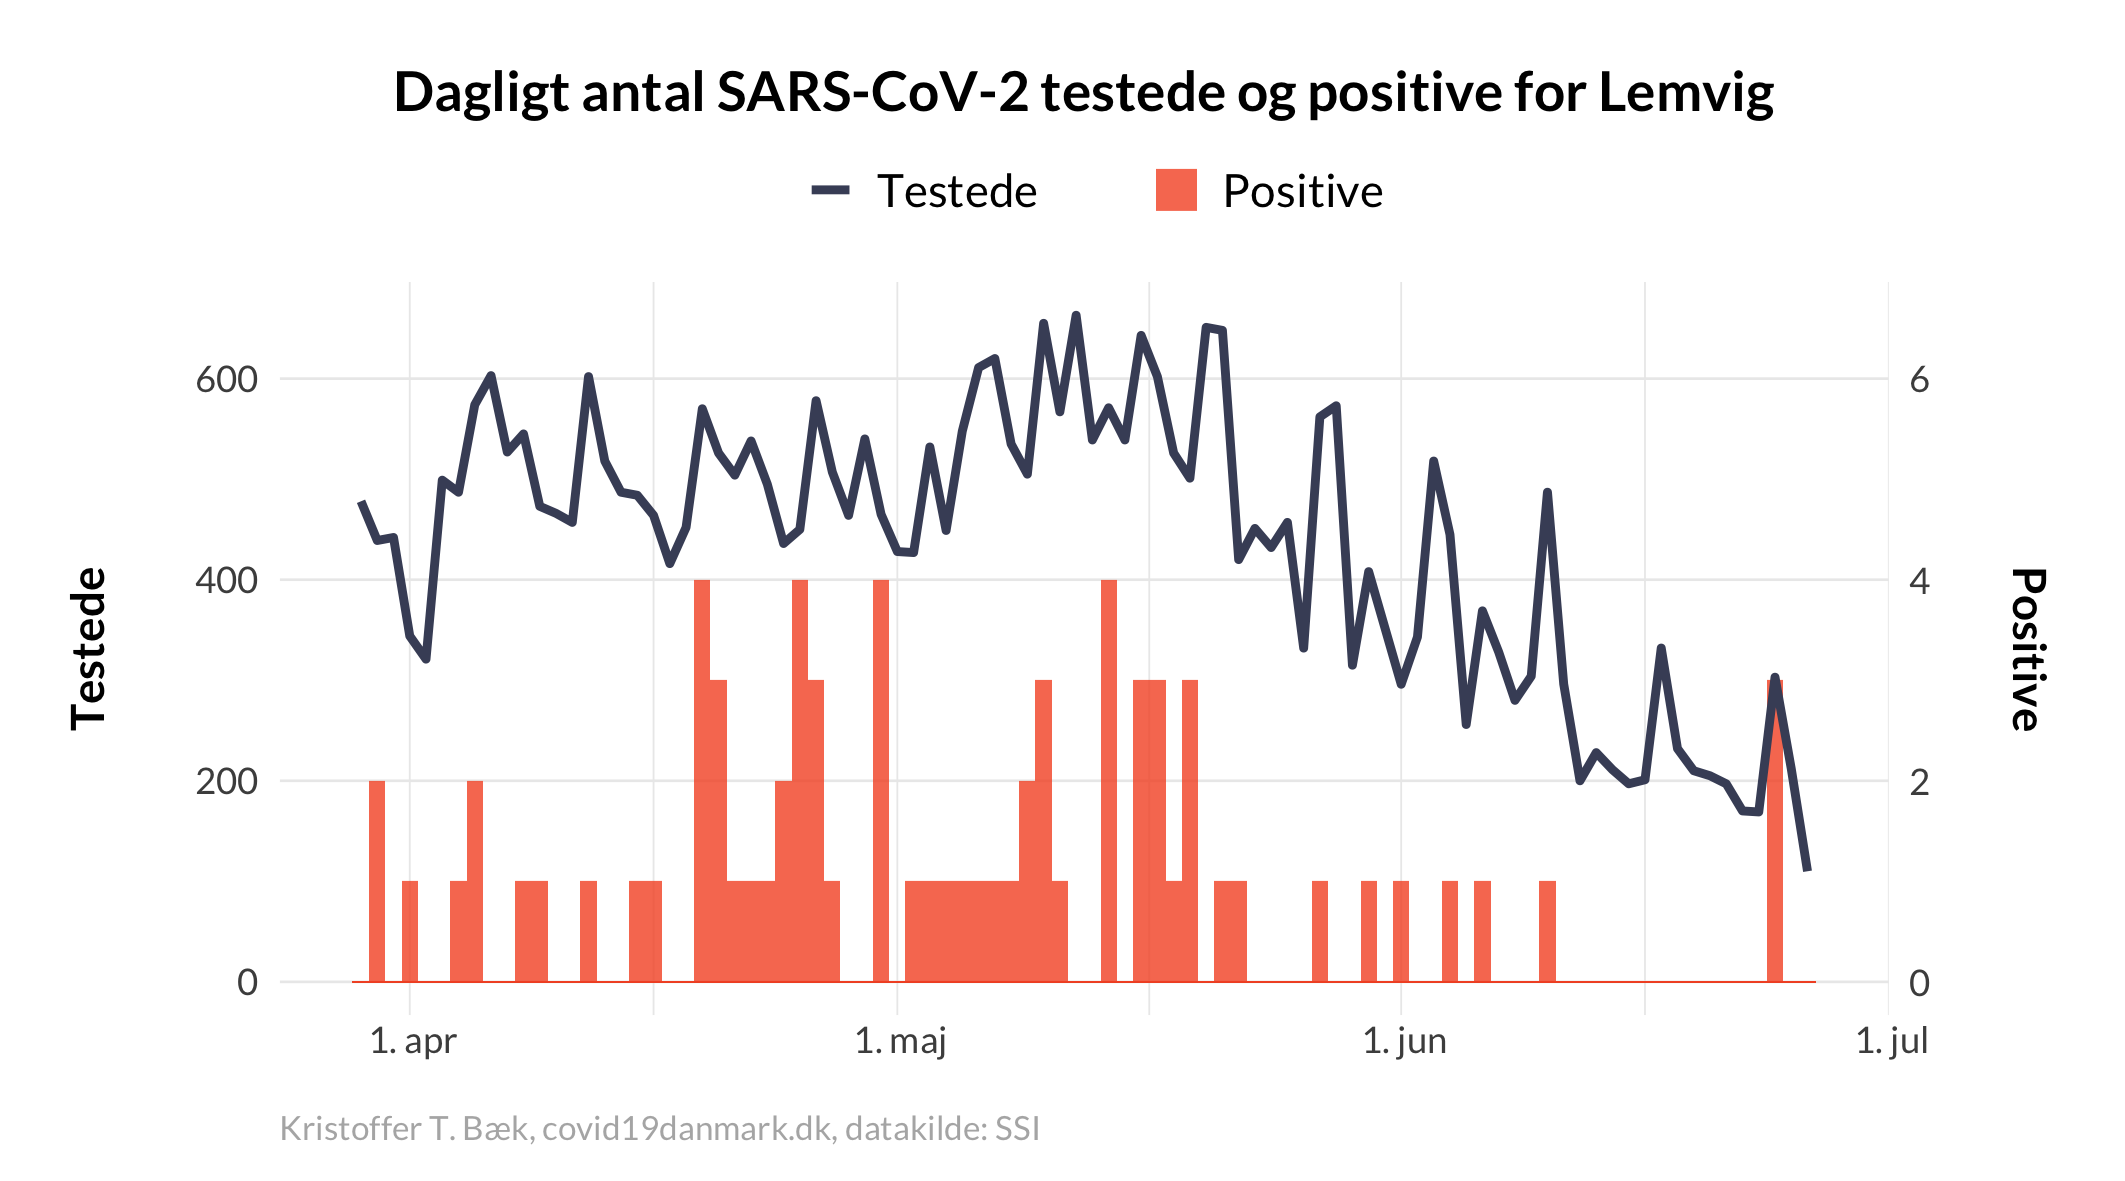 Dagligt antal SARS-CoV-2 testede og positive for Lemvig
Testede Positive
Testede
600
400
200
0
6
4
2
0
Positive
1. apr 1. maj 1. jun 1. jul
Kristoffer T. Bæk, covid19danmark.dk, datakilde: SSI